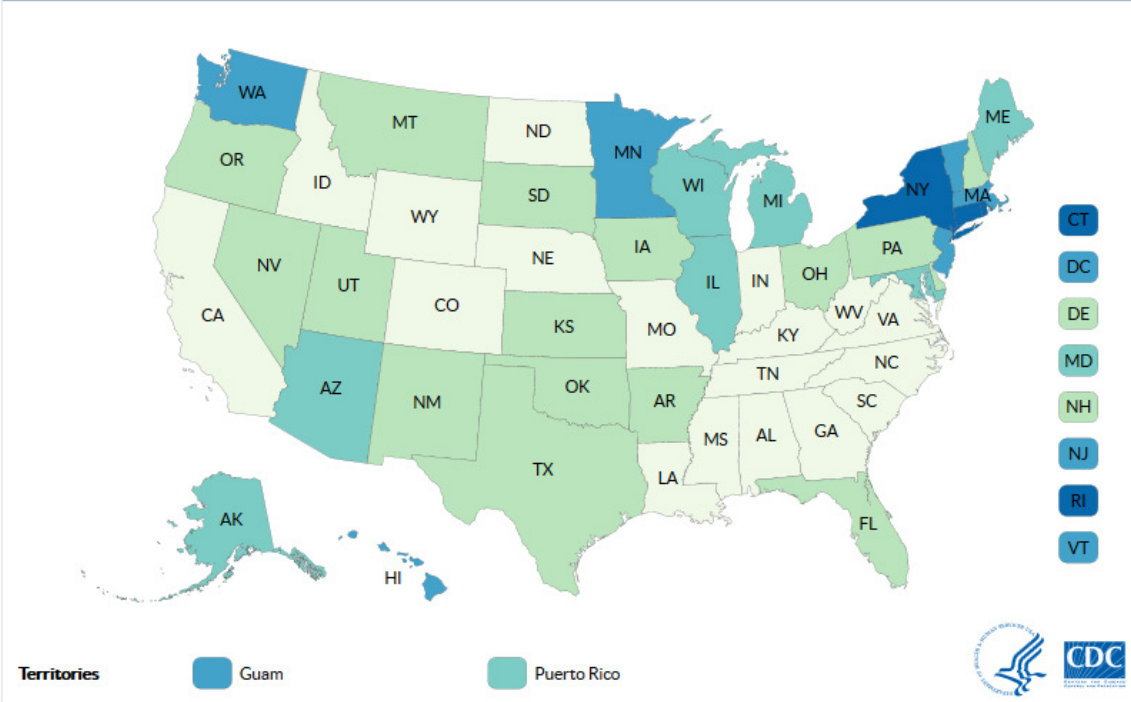 WA
MT
ND
ME
MN
OR
ID
WI
SD
NY
MI
WY
MA
CT
IA
PA
NE
NV
OH
DC
UT
IL
IN
CO
CA
WV
DE
VA
KS
MO
KY
MD
NC
TN
AZ
OK
NM
AR
SC
NH
GA
MS
AL
TX
NJ
LA
RI
AK
FL
VT
HI
Territories
Guam
Puerto Rico
CDC